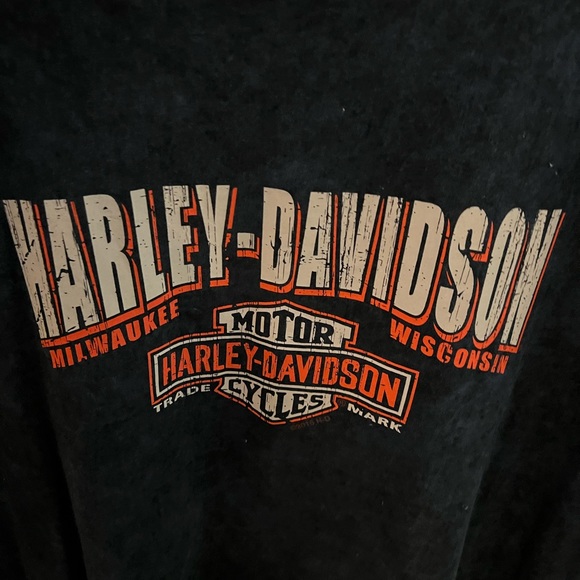 HARLEY-DAVIDSON
MILWAUKEE
WISCONSIN
MOTOR
HARLEY-DAVIDSON
CYCLES
TRADE MARK